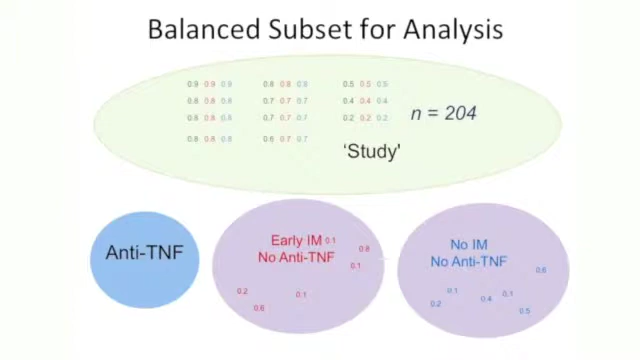 Balanced Subset for Analysis
0.9 0.9 0.9 0.8 0.8 0.8 0.5 0.5 0.5
0.8 0.8 0.8 0.7 0.7 0.7 0.4 0.4 0.4
0.8 0.8 0.8 0.7 0.7 0.7 0.2 0.2 0.2
n = 204
0.8 0.8 0.8 0.6 0.7 0.7
'Study'
Anti-TNF
Early IM 0.1
No Anti-TNF
0.8
0.1
0.2
0.1
0.6
No IM
No Anti-TNF
0.6
0.1
0.4
0.1
0.2
0.5